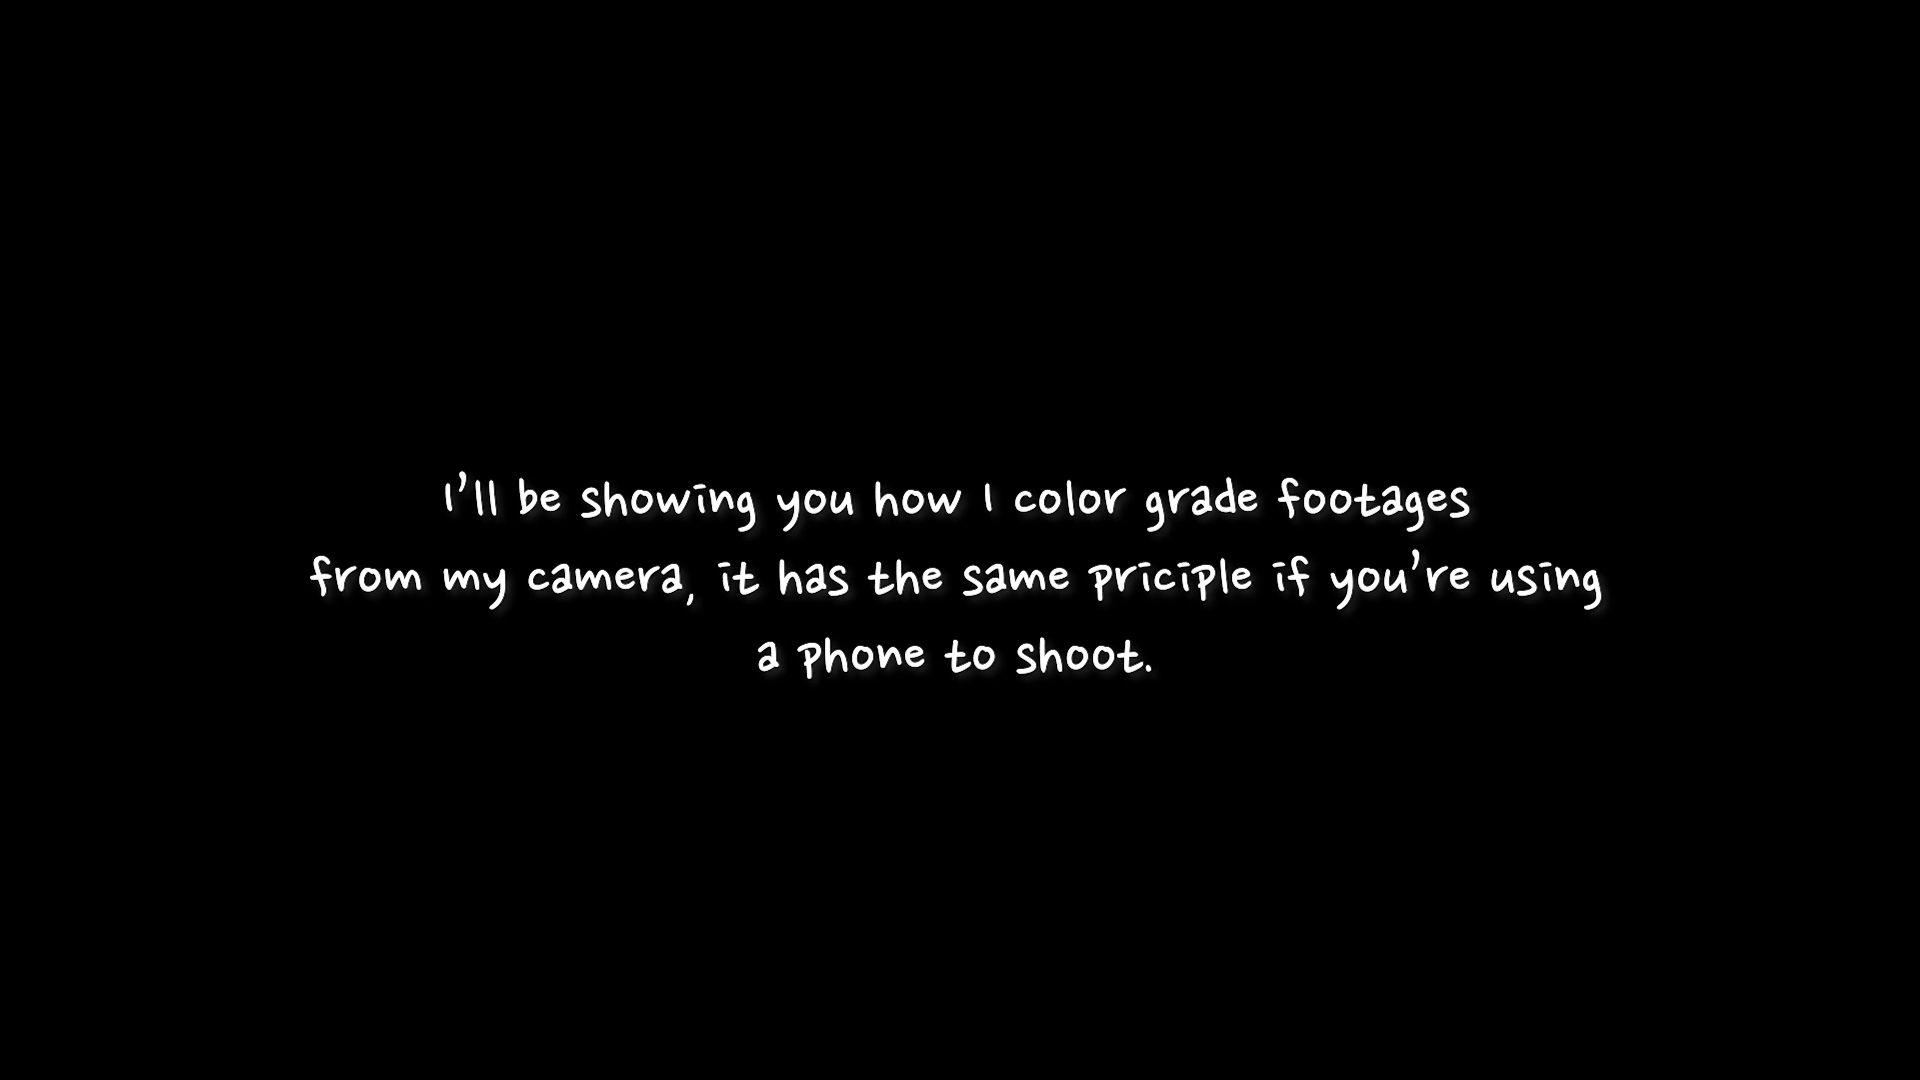 I'll be showing you how I color grade footages
from my camera, it has the same priciple if you're using
a phone to shoot.